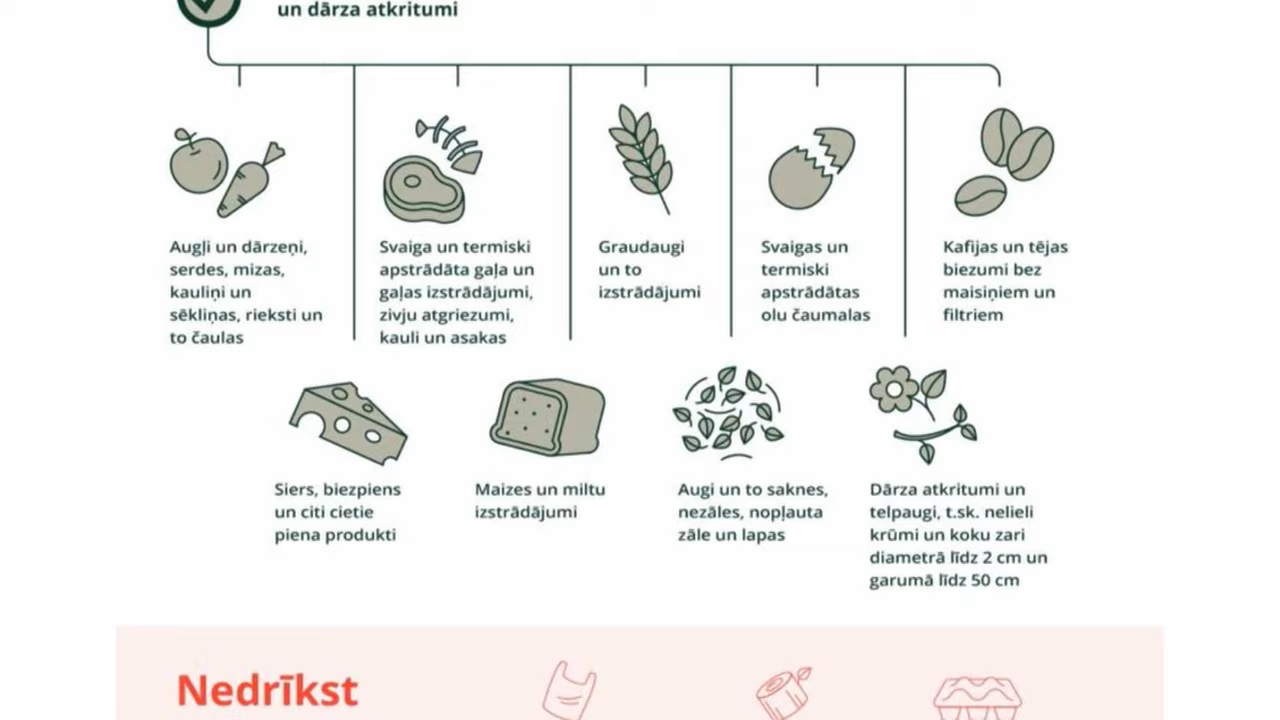 un dārza atkritumi
Augļi un dārzeņi,
serdes, mizas,
kauliņi un
sēkliņas, rieksti un
to čaulas
Svaiga un termiski
apstrādāta gaļa un
gaļas izstrādājumi,
zivju atgriezumi,
kauli un asakas
Graudaugi
un to
izstrādājumi
Svaigas un
termiski
apstrādātas
olu čaumalas
Kafijas un tējas
biezumi bez
maisiņiem un
filtriem
Siers, biezpiens
un citi cietie
piena produkti
Maizes un miltu
izstrādājumi
Augi un to saknes,
nezāles, nopļauta
zāle un lapas
Dārza atkritumi un
telpaugi, t.sk. nelieli
krūmi un koku zari
diametrā līdz 2 cm un
garumā līdz 50 cm
Nedrīkst